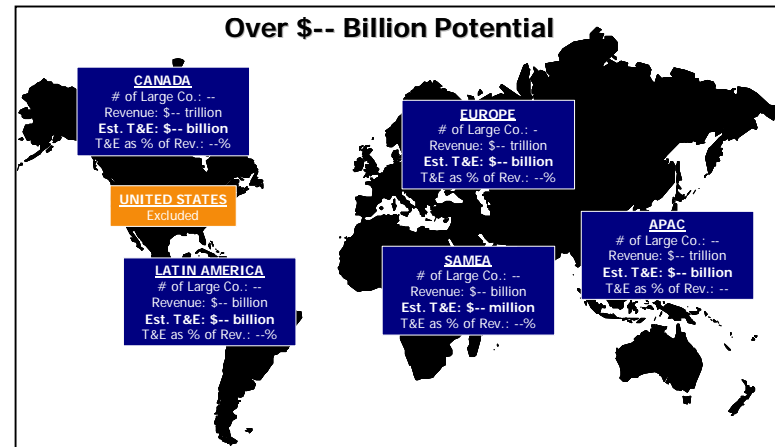 Over $-- Billion Potential
CANADA
# of Large Co.: --
Revenue: $-- trillion
Est. T&E: $-- billion
T&E as % of Rev.: --%
UNITED STATES
Excluded
LATIN AMERICA
# of Large Co.: --
Revenue: $-- billion
Est. T&E: $-- billion
T&E as % of Rev.: --%
EUROPE
# of Large Co.: -
Revenue: $-- trillion
Est. T&E: $-- billion
T&E as % of Rev.: --%
SAMEA
# of Large Co.: --
Revenue: $-- billion
Est. T&E: $-- million
T&E as % of Rev.: --%
APAC
# of Large Co.: --
Revenue: $-- trillion
Est. T&E: $-- billion
T&E as % of Rev.: --